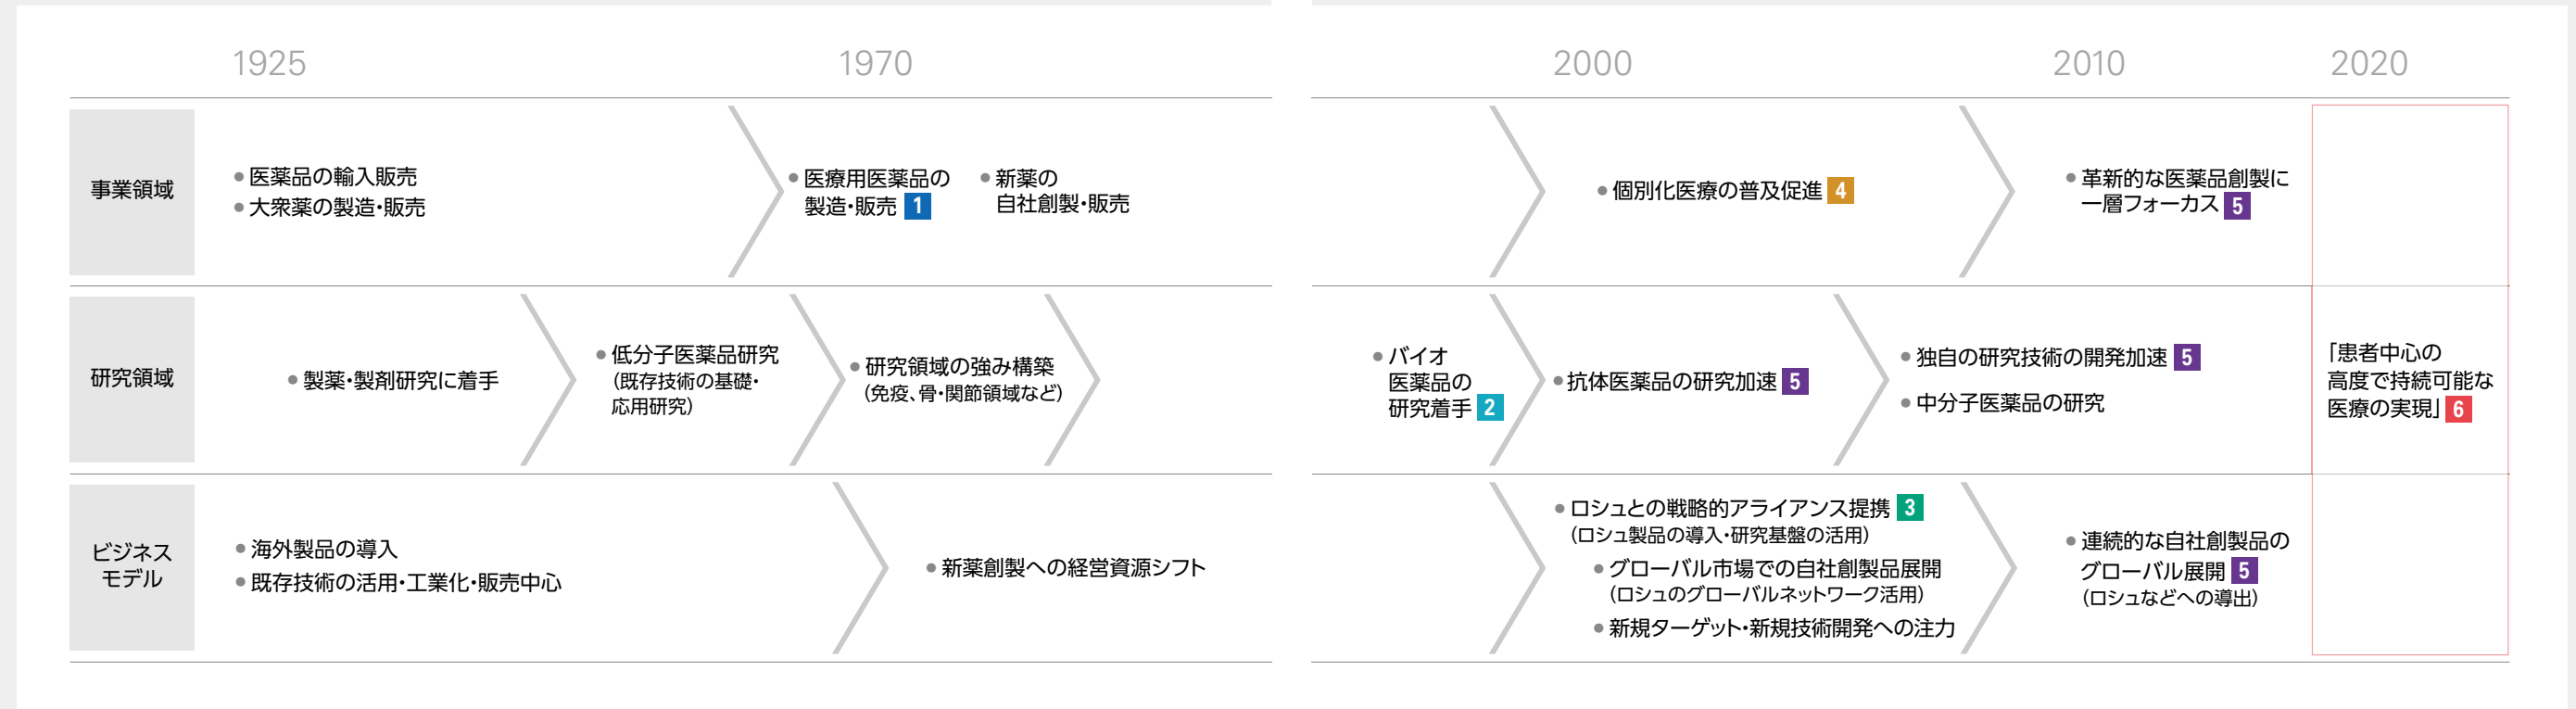 1925
1970
2000
2010
2020
事業領域
●医薬品の輸入販売
●大衆薬の製造・販売
●医療用医薬品の
製造・販売 1
●新薬の
自社創製・販売
●個別化医療の普及促進 4
●革新的な医薬品創製に
一層フォーカス 5
研究領域
●製薬・製剤研究に着手
●低分子医薬品研究
（既存技術の基礎・
応用研究）
●研究領域の強み構築
（免疫、骨・関節領域など）
●バイオ
医薬品の
研究着手 2
●抗体医薬品の研究加速 5
●独自の研究技術の開発加速 5
●中分子医薬品の研究
「患者中心の
高度で持続可能な
医療の実現」 6
ビジネス
モデル
●海外製品の導入
●既存技術の活用・工業化・販売中心
●新薬創製への経営資源シフト
●ロシュとの戦略的アライアンス提携 3
（ロシュ製品の導入・研究基盤の活用）
●グローバル市場での自社創製品展開
（ロシュのグローバルネットワーク活用）
●新規ターゲット・新規技術開発への注力
●連続的な自社創製品の
グローバル展開 5
（ロシュなどへの導出）